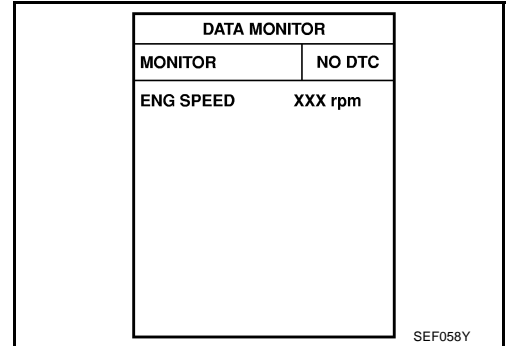 DATA MONITOR
MONITOR NO DTC
ENG SPEED XXX rpm
SEF058Y